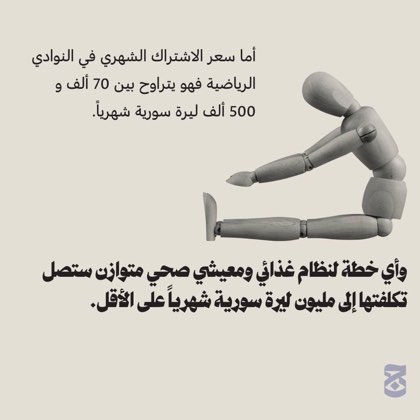 أما سعر الاشتراك الشهري في النوادي
الرياضية فهو يتراوح بين 70 ألف و
500 ألف ليرة سورية شهرياً.
وأي خطة لنظام غذائي ومعيشي صحي متوازن ستصل
تكلفتها إلى مليون ليرة سورية شهرياً على الأقل.